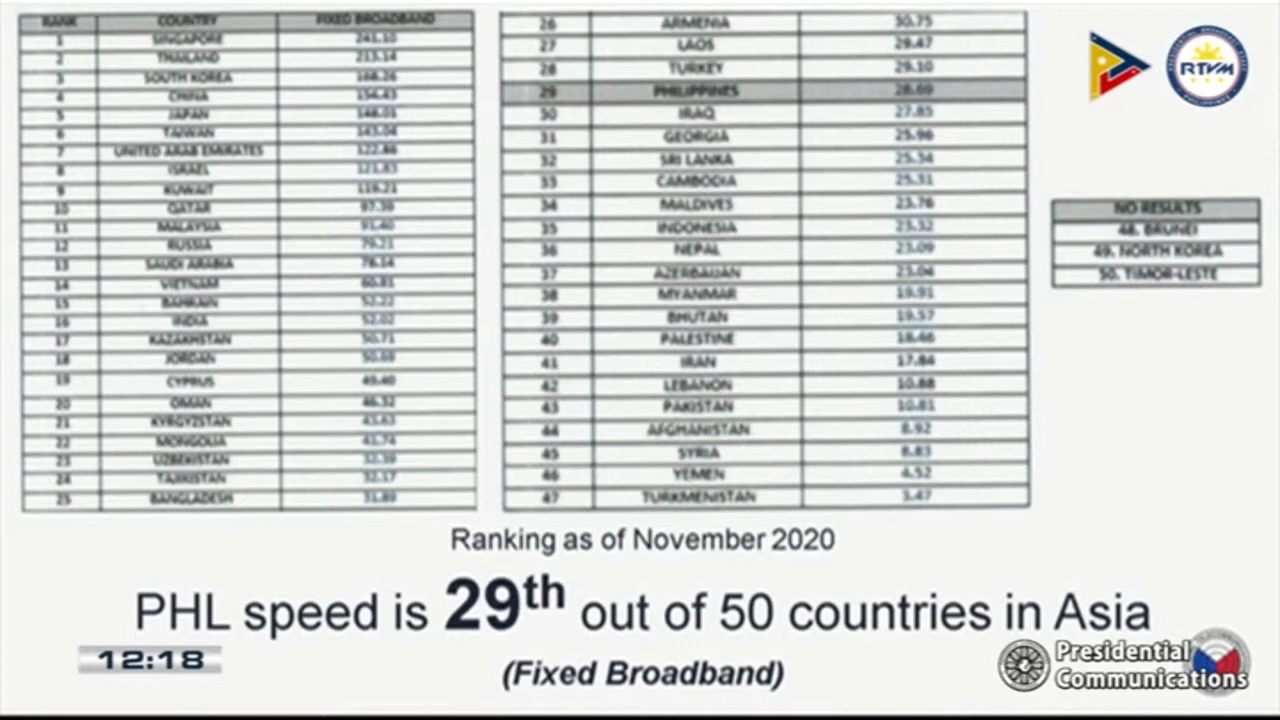 RANK COUNTRY FIXED BROADBAND
1 SINGAPORE 241.10
2 THAILAND 213.14
3 SOUTH KOREA 168.26
4 CHINA 154.43
5 JAPAN 148.01
6 TAIWAN 143.04
7 UNITED ARAB EMIRATES 122.86
8 ISRAEL 121.83
9 KUWAIT 119.21
10 QATAR 97.39
11 MALAYSIA 91.40
12 RUSSIA 79.21
13 SAUDI ARABIA 78.14
14 VIETNAM 60.81
15 BAHRAIN 52.22
16 INDIA 52.02
17 KAZAKHSTAN 50.71
18 JORDAN 50.69
19 CYPRUS 49.40
20 OMAN 46.32
21 KYRGYZSTAN 43.63
22 MONGOLIA 41.74
23 UZBEKISTAN 32.39
24 TAJIKISTAN 32.17
25 BANGLADESH 31.89
26 ARMENIA 30.75
27 LAOS 29.47
28 TURKEY 29.10
29 PHILIPPINES 28.69
30 IRAQ 27.85
31 GEORGIA 25.96
32 SRI LANKA 25.34
33 CAMBODIA 25.31
34 MALDIVES 23.76
35 INDONESIA 23.32
36 NEPAL 23.09
37 AZERBAIJAN 23.04
38 MYANMAR 19.91
39 BHUTAN 19.57
40 PALESTINE 18.46
41 IRAN 17.84
42 LEBANON 10.88
43 PAKISTAN 10.81
44 AFGHANISTAN 8.92
45 SYRIA 8.83
46 YEMEN 4.52
47 TURKMENISTAN 3.47
RTVM
NO RESULTS
48. BRUNEI
49. NORTH KOREA
50. TIMOR-LESTE
Ranking as of November 2020
PHL speed is 29th out of 50 countries in Asia
(Fixed Broadband)
12:18
Presidential
Communications